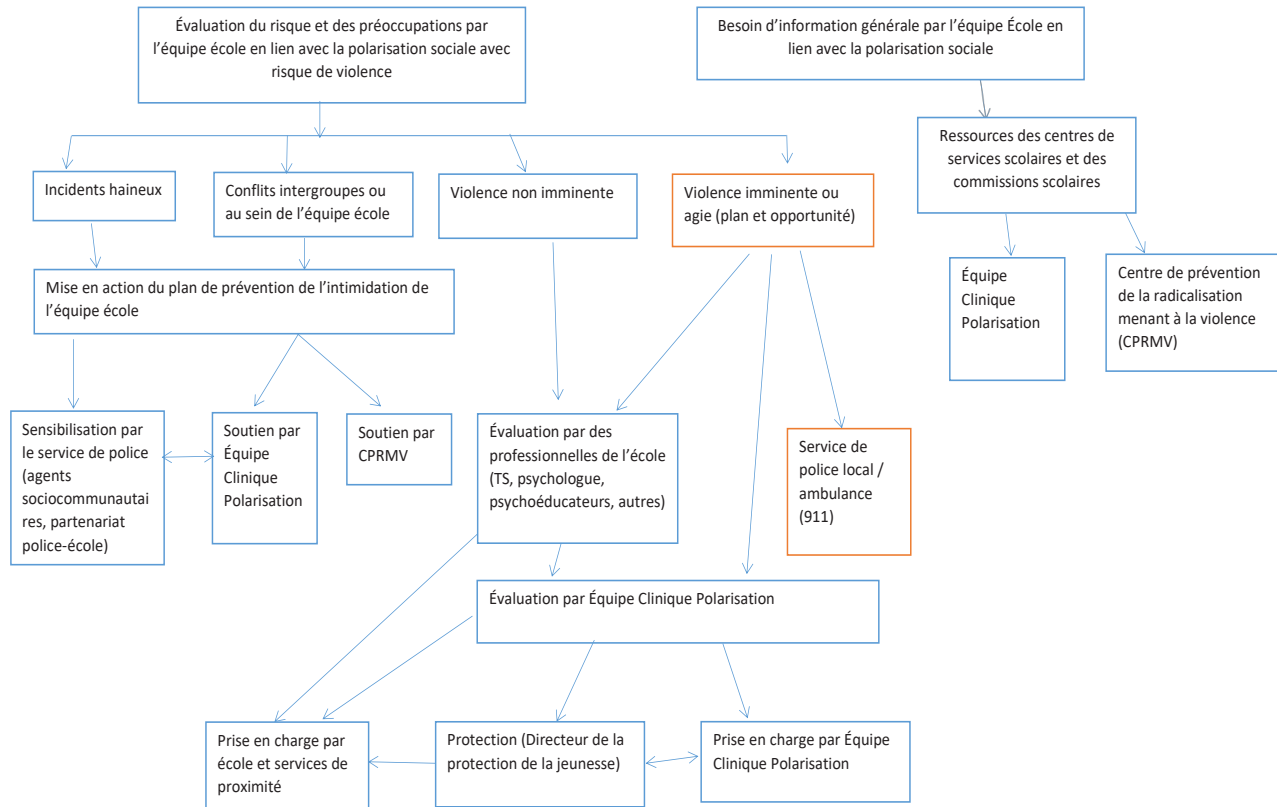 Évaluation du risque et des préoccupations par
l’équipe école en lien avec la polarisation sociale avec
risque de violence
Besoin d’information générale par l’équipe École en
lien avec la polarisation sociale
Ressources des centres de
services scolaires et des
commissions scolaires
Incidents haineux
Conflits intergroupes ou
au sein de l’équipe école
Violence non imminente
Violence imminente ou
agie (plan et opportunité)
Équipe
Clinique
Polarisation
Centre de prévention
de la radicalisation
menant à la violence
(CPRMV)
Mise en action du plan de prévention de l’intimidation de
l’équipe école
Sensibilisation par
le service de police
(agents
sociocommunautai
res, partenariat
police-école)
Soutien par
Équipe
Clinique
Polarisation
Soutien par
CPRMV
Évaluation par des
professionnelles de l’école
(TS, psychologue,
psychoéducateurs, autres)
Service de
police local /
ambulance
(911)
Évaluation par Équipe Clinique Polarisation
Prise en charge par
école et services de
proximité
Protection (Directeur de la
protection de la jeunesse)
Prise en charge par Équipe
Clinique Polarisation